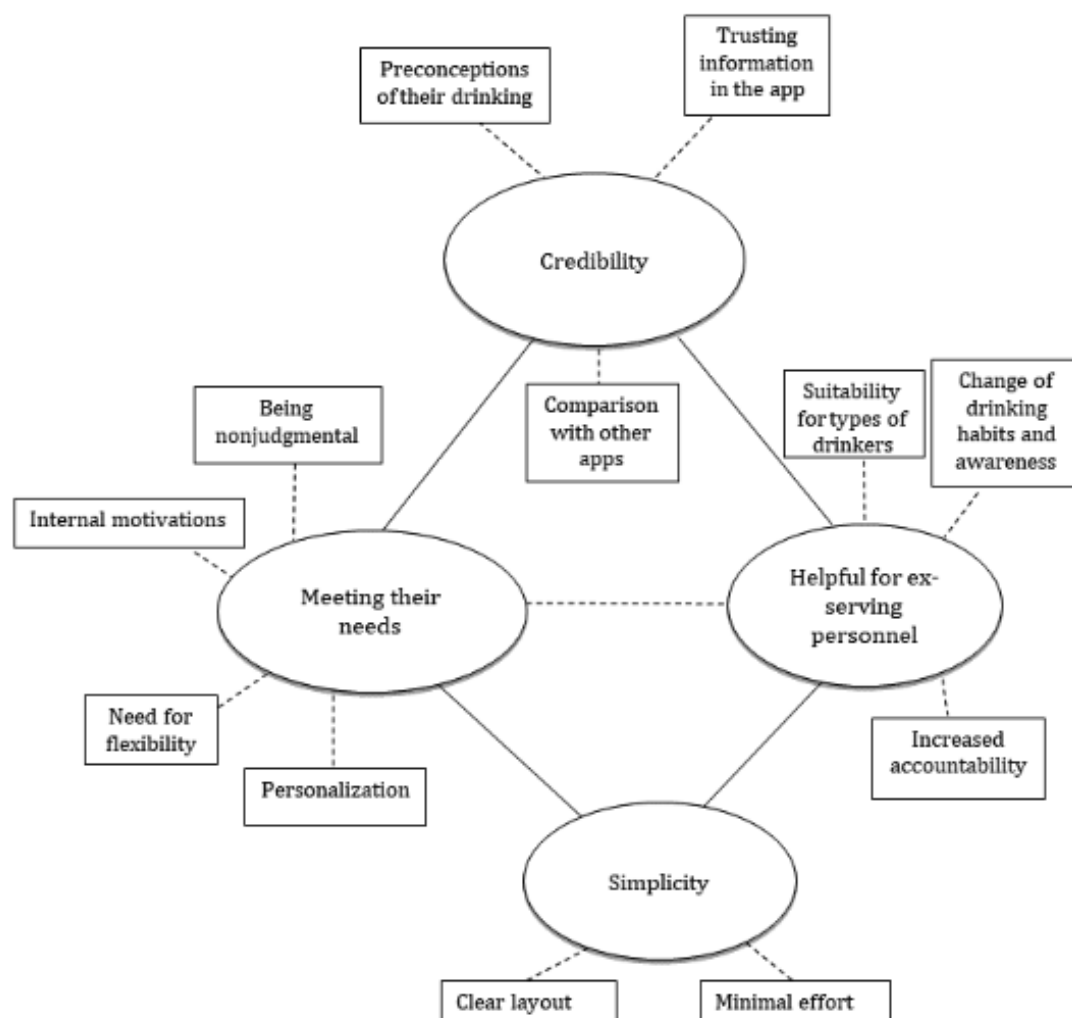 Preconceptions
of their drinking
Trusting
information
in the app
Credibility
Comparison
with other
apps
Suitability
for types of
drinkers
Change of
drinking
habits and
awareness
Being
nonjudgmental
Internal motivations
Meeting their
needs
Helpful for ex-
serving
personnel
Need for
flexibility
Personalization
Increased
accountability
Simplicity
Clear layout
Minimal effort